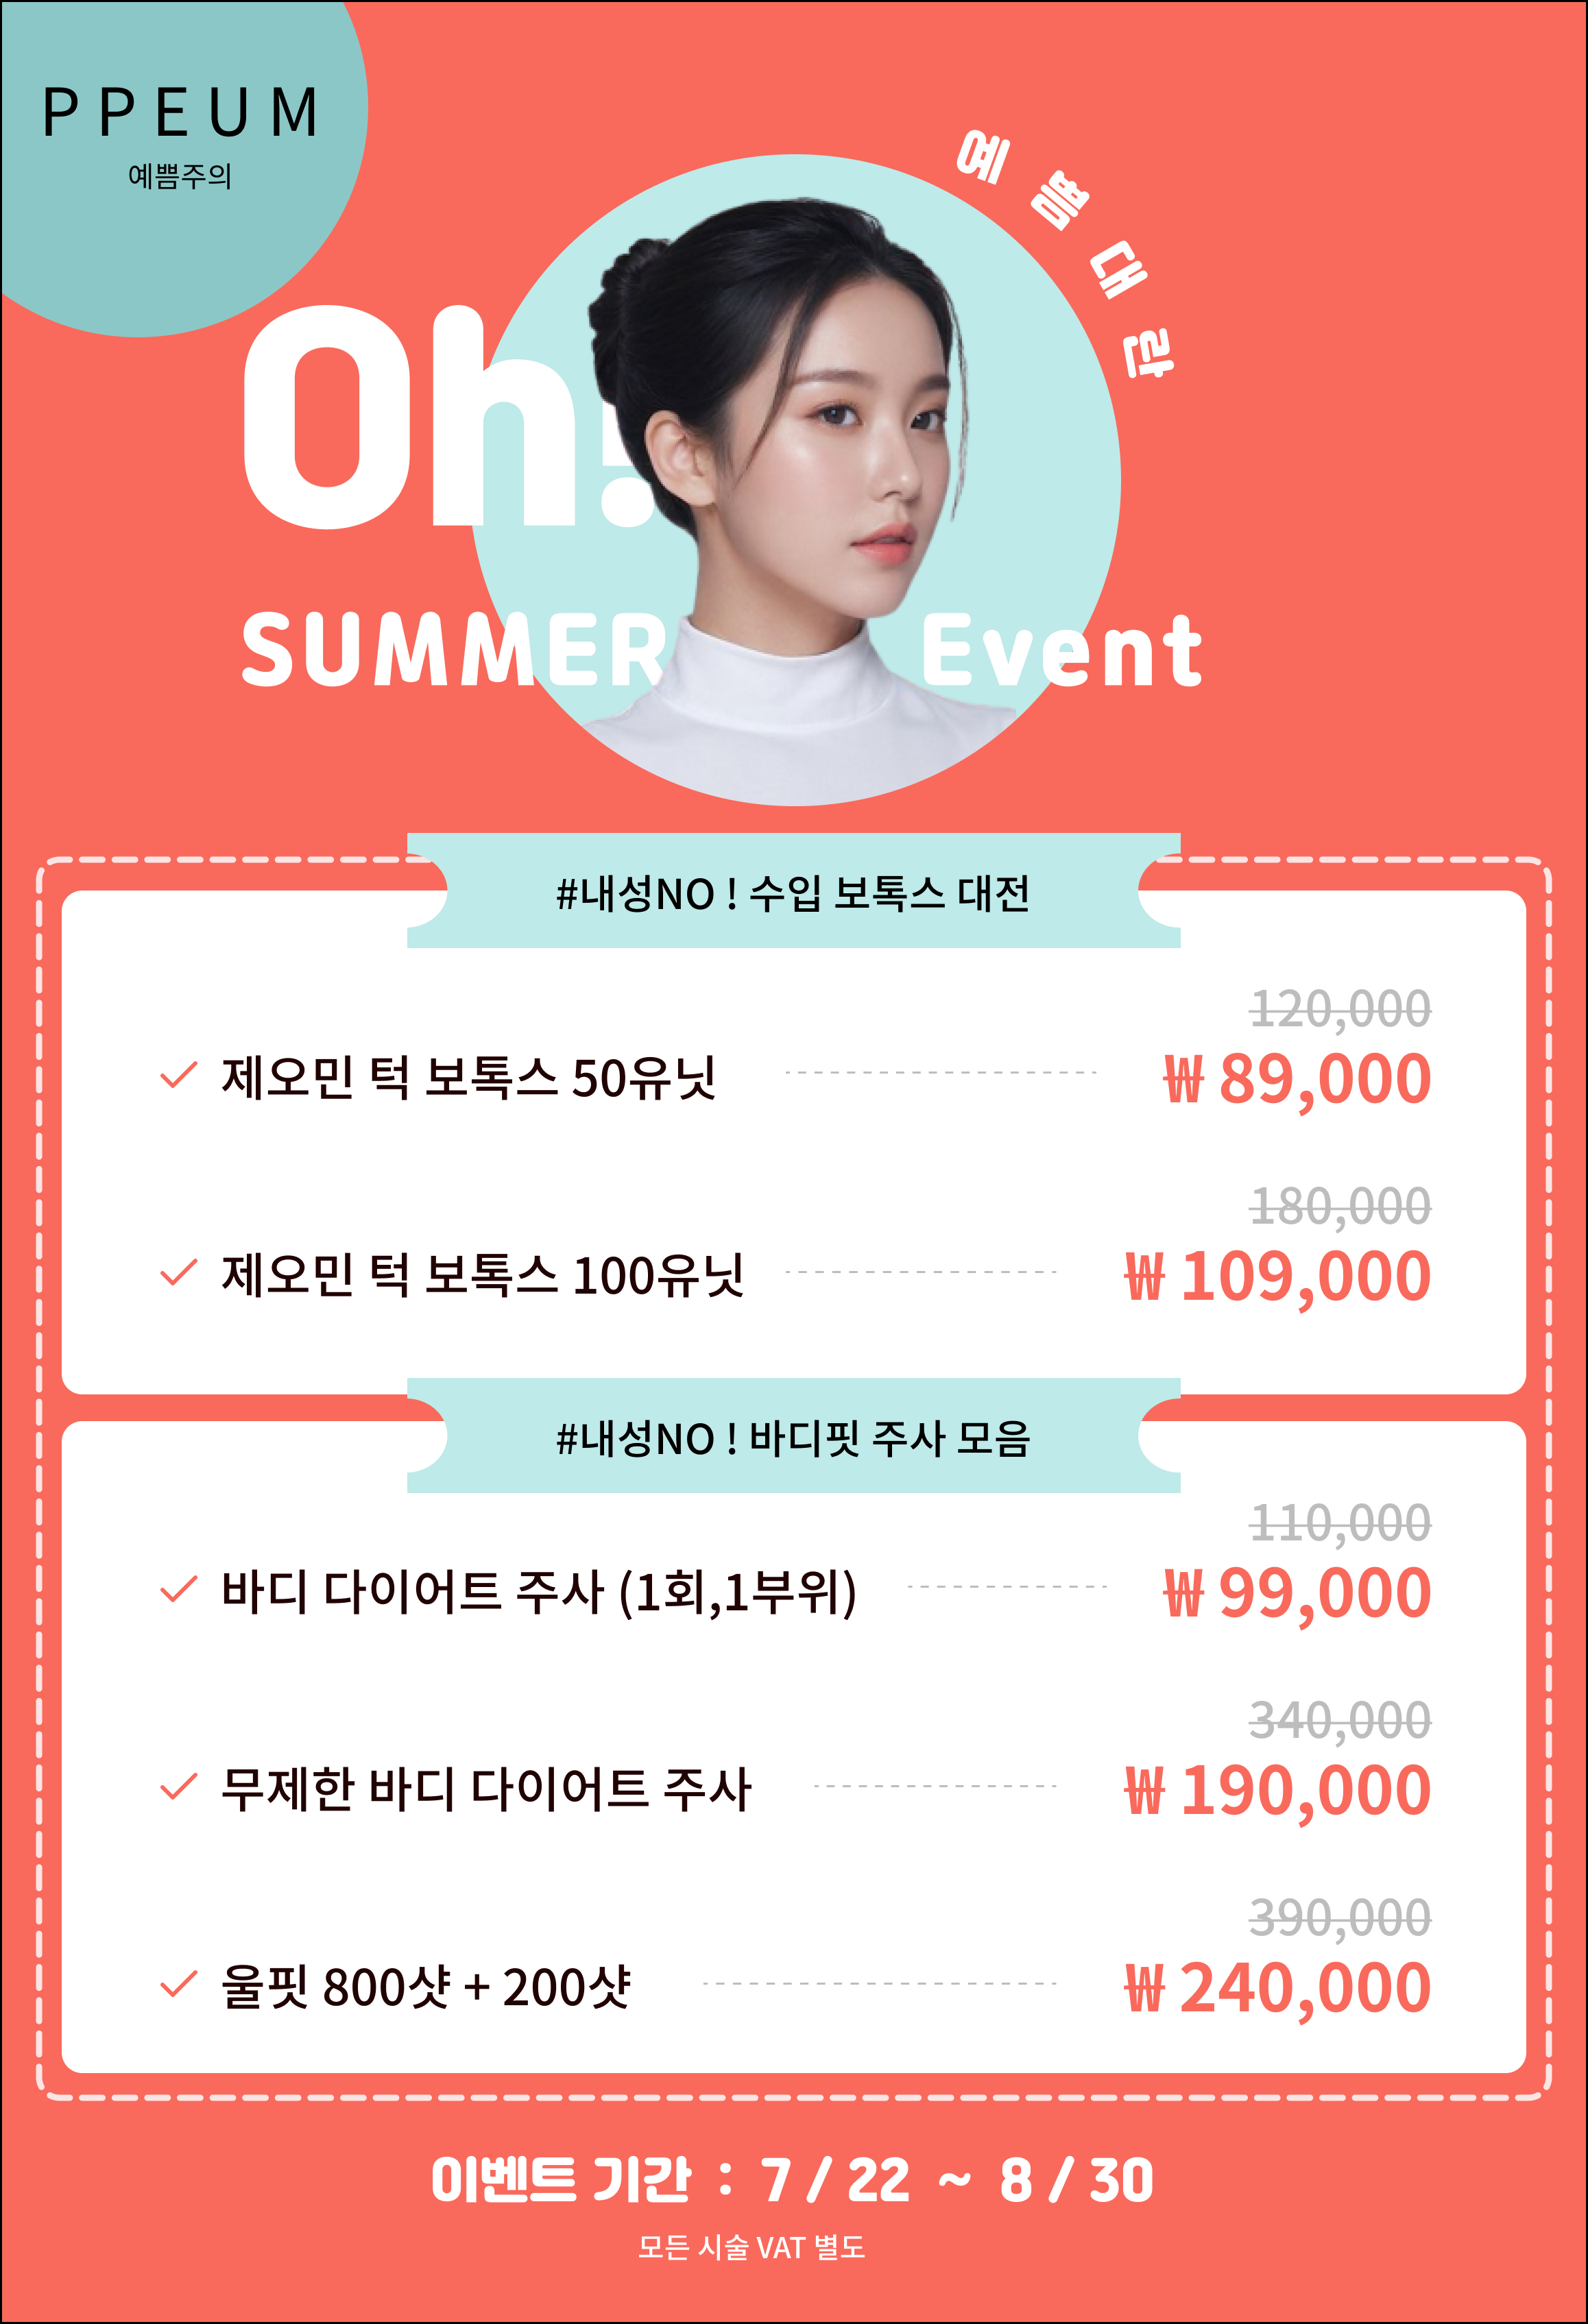 PPEUM
예쁨주의
예쁨대란
Oh!
SUMMER Event
#내성NO ! 수입 보톡스 대전
120,000
제오민 턱 보톡스 50유닛 ₩ 89,000
180,000
제오민 턱 보톡스 100유닛 ₩ 109,000
#내성NO ! 바디핏 주사 모음
110,000
바디 다이어트 주사 (1회,1부위) ₩ 99,000
340,000
무제한 바디 다이어트 주사 ₩ 190,000
390,000
울핏 800샷 + 200샷 ₩ 240,000
이벤트 기간 : 7 / 22 ~ 8 / 30
모든 시술 VAT 별도